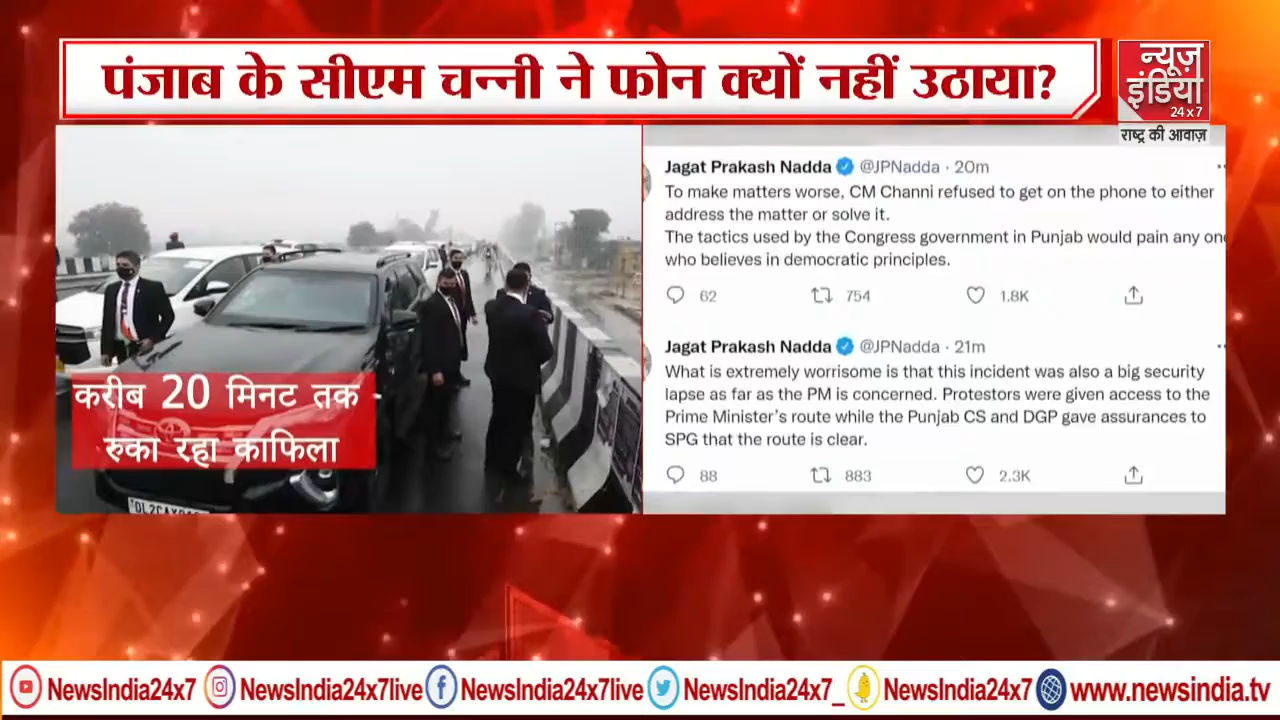 पंजाब के सीएम चन्नी ने फोन क्यों नहीं उठाया?
न्यूज़
इंडिया
24x7
राष्ट्र की आवाज़
Jagat Prakash Nadda @JPNadda · 20m
To make matters worse, CM Channi refused to get on the phone to either
address the matter or solve it.
The tactics used by the Congress government in Punjab would pain any one
who believes in democratic principles.
62 754 1.8K
Jagat Prakash Nadda @JPNadda · 21m
What is extremely worrisome is that this incident was also a big security
lapse as far as the PM is concerned. Protestors were given access to the
Prime Minister's route while the Punjab CS and DGP gave assurances to
SPG that the route is clear.
88 883 2.3K
करीब 20 मिनट तक
रुका रहा काफिला
NewsIndia24x7 NewsIndia24x7live NewsIndia24x7live NewsIndia24x7_ NewsIndia24x7 www.newsindia.tv